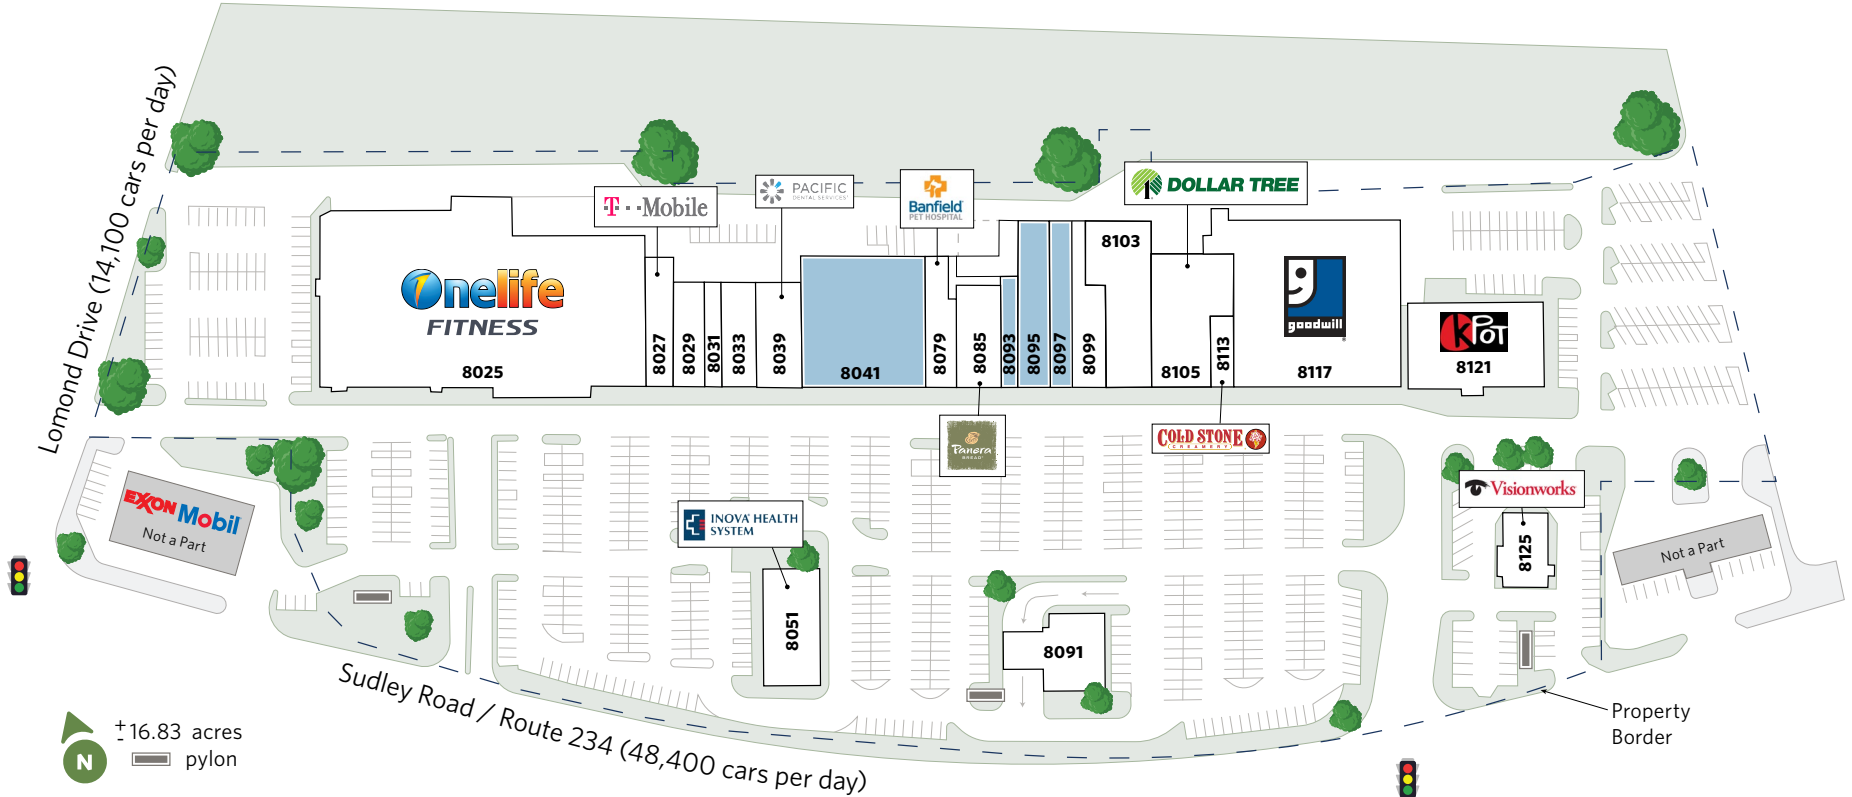 Lomond Drive (14,100 cars per day)
T··Mobile
PACIFIC
DENTAL SERVICES
Banfield
PET HOSPITAL
DOLLAR TREE
Onelife
FITNESS
8025
8027
8029
8031
8033
8039
8041
8079
8085
8093
8095
8097
8099
8103
8105
8113
goodwill
8117
KPOT
8121
Panera
BREAD
COLD STONE
CREAMERY
EXXON Mobil
Not a Part
INOVA HEALTH
SYSTEM
8051
8091
Visionworks
8125
Not a Part
Sudley Road / Route 234 (48,400 cars per day)
Property
Border
N
±16.83 acres
pylon